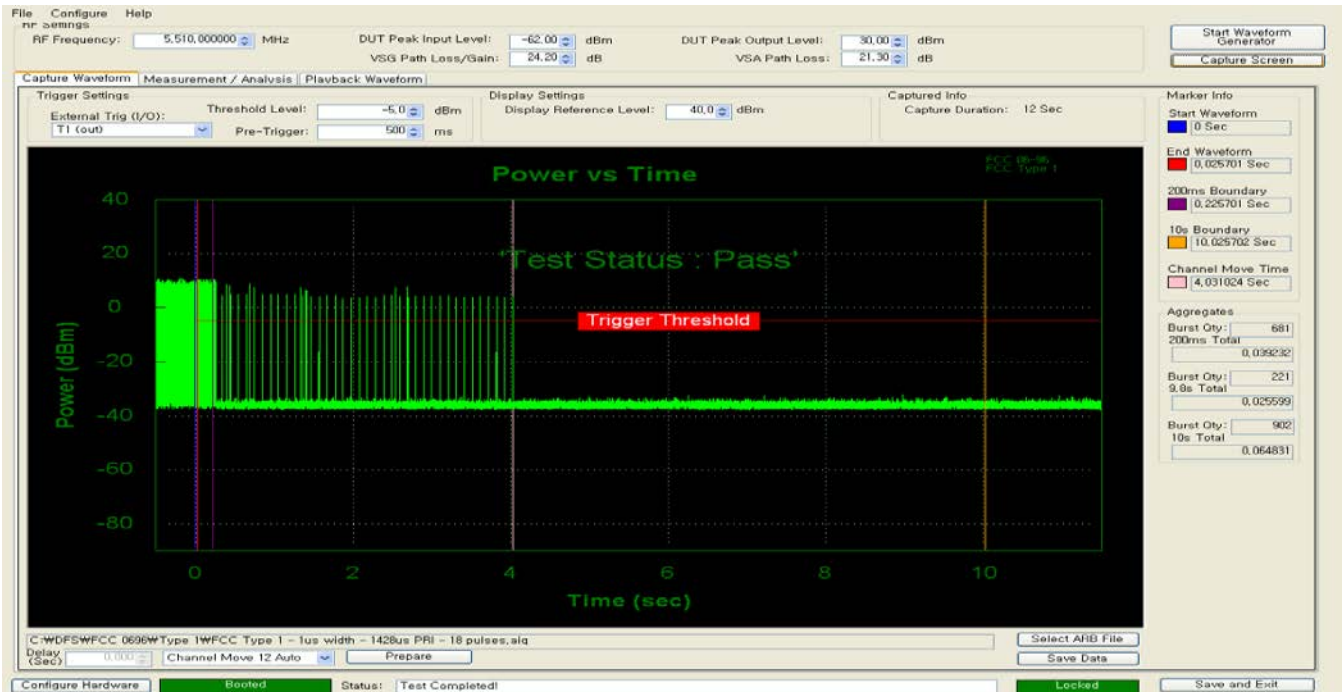 File Configure Help
RF Settings
RF Frequency: 5,510,000000 MHz DUT Peak Input Level: -62,00 dBm DUT Peak Output Level: 30,00 dBm
VSG Path Loss/Gain: 24,20 dB VSA Path Loss: 21,30 dB
Start Waveform Generator
Capture Screen
Capture Waveform Measurement / Analysis Playback Waveform
Trigger Settings
External Trig (I/O): Threshold Level: -5,0 dBm
T1 (out) Pre-Trigger: 500 ms
Display Settings
Display Reference Level: 40,0 dBm
Captured Info
Capture Duration: 12 Sec
Marker Info
Start Waveform
0 Sec
End Waveform
0,025701 Sec
200ms Boundary
0,225701 Sec
10s Boundary
10,025702 Sec
Channel Move Time
4,031024 Sec
Aggregates
Burst Qty: 681
200ms Total
0,039232
Burst Qty: 221
9,8s Total
0,025599
Burst Qty: 902
10s Total
0,064831
Power vs Time
FCC 06-96
FCC Type 1
'Test Status : Pass'
Trigger Threshold
Power (dBm)
40
20
0
-20
-40
-60
-80
0 2 4 6 8 10
Time (sec)
C:₩DFS₩FCC 0696₩Type 1₩FCC Type 1 - 1us width - 1428us PRI - 18 pulses,aiq
Select ARB File
Delay (Sec) 0,000 Channel Move 12 Auto Prepare
Save Data
Configure Hardware Booted Status: Test Completed! Locked Save and Exit